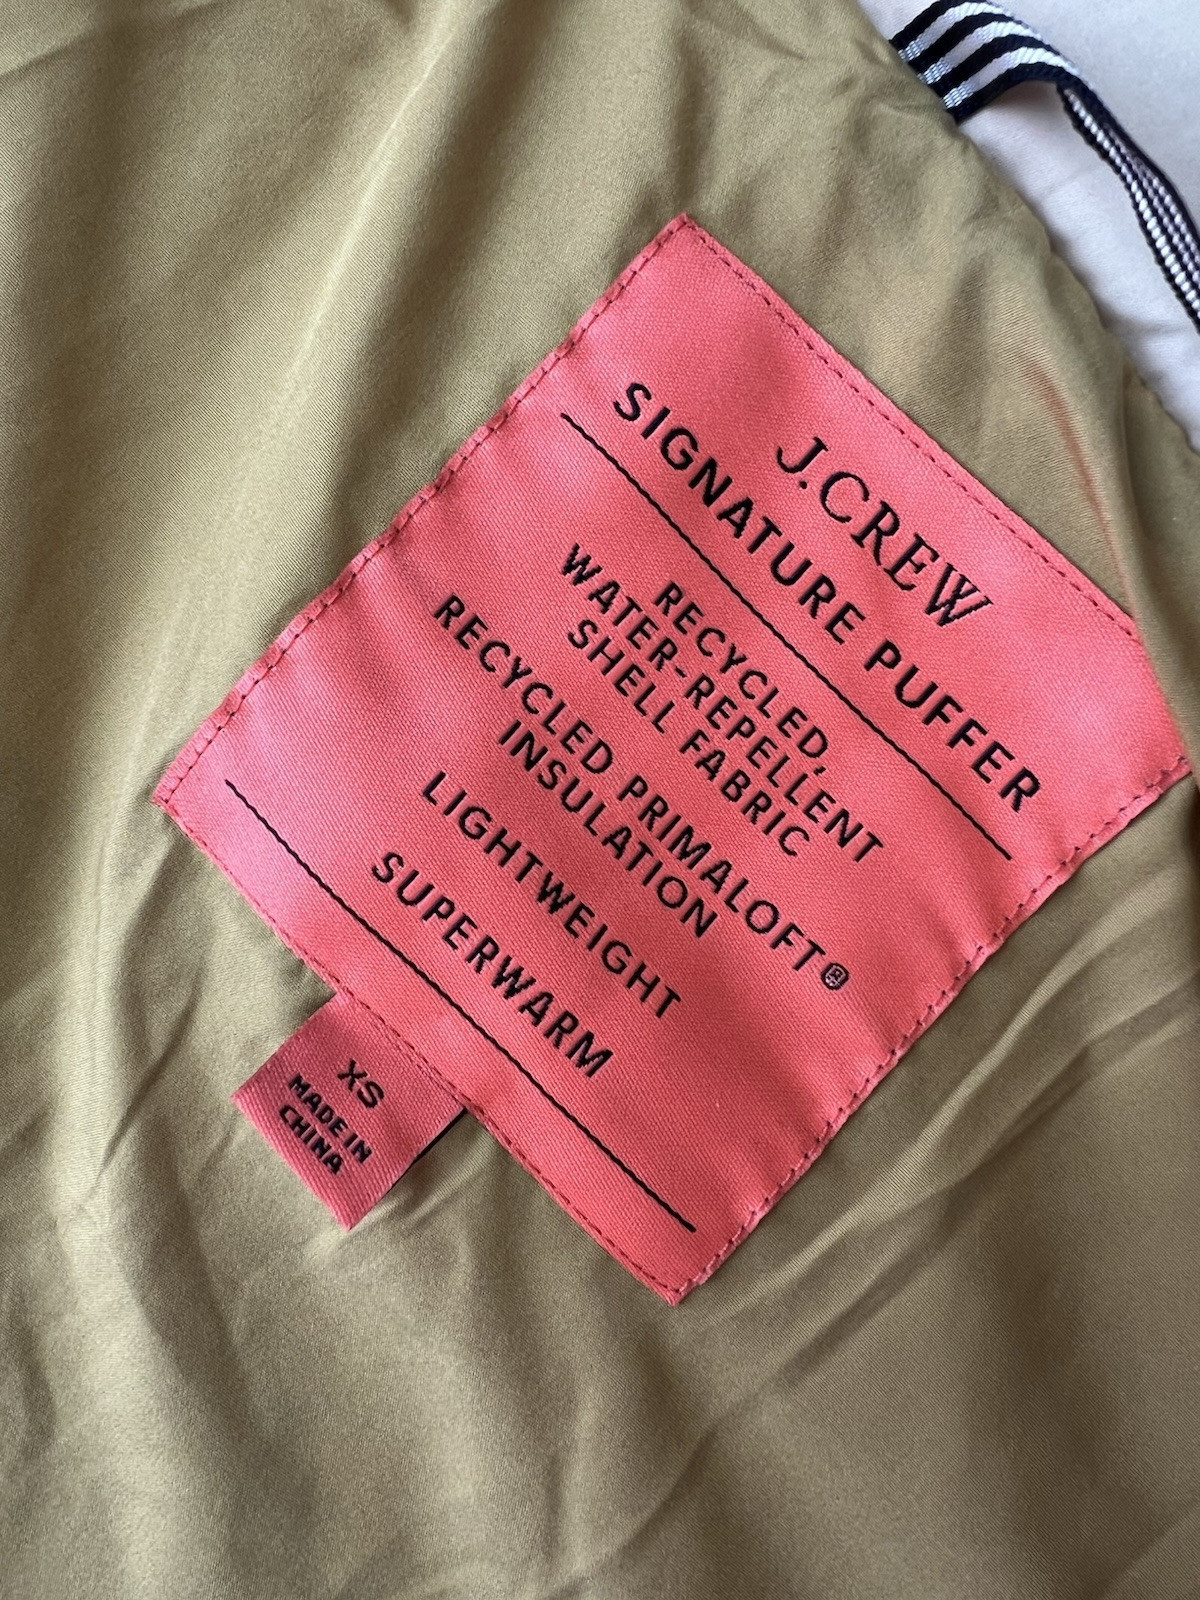 J.CREW
SIGNATURE PUFFER
RECYCLED,
WATER-REPELLENT
SHELL FABRIC
RECYCLED PRIMALOFT®
INSULATION
LIGHTWEIGHT
SUPERWARM
XS
MADE IN
CHINA